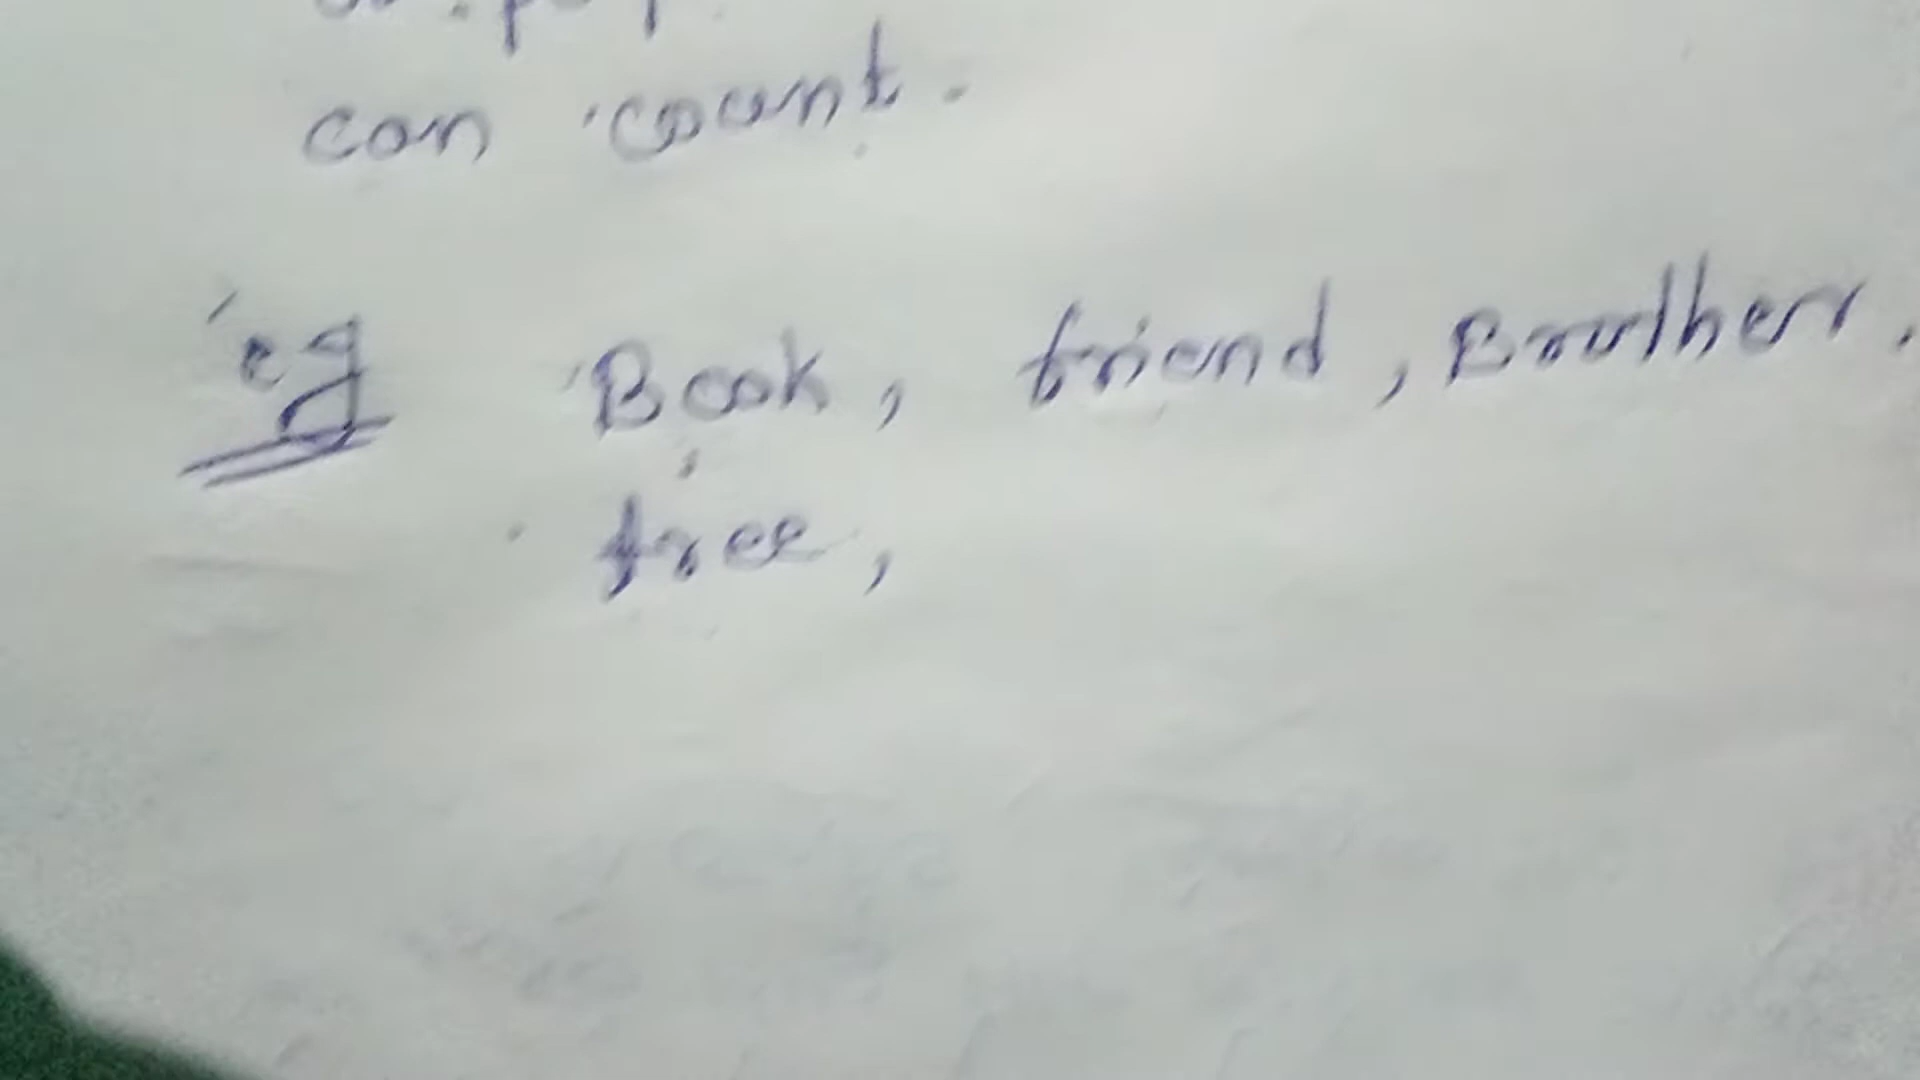 can count.
eg Book, friend, Brother,
tree,